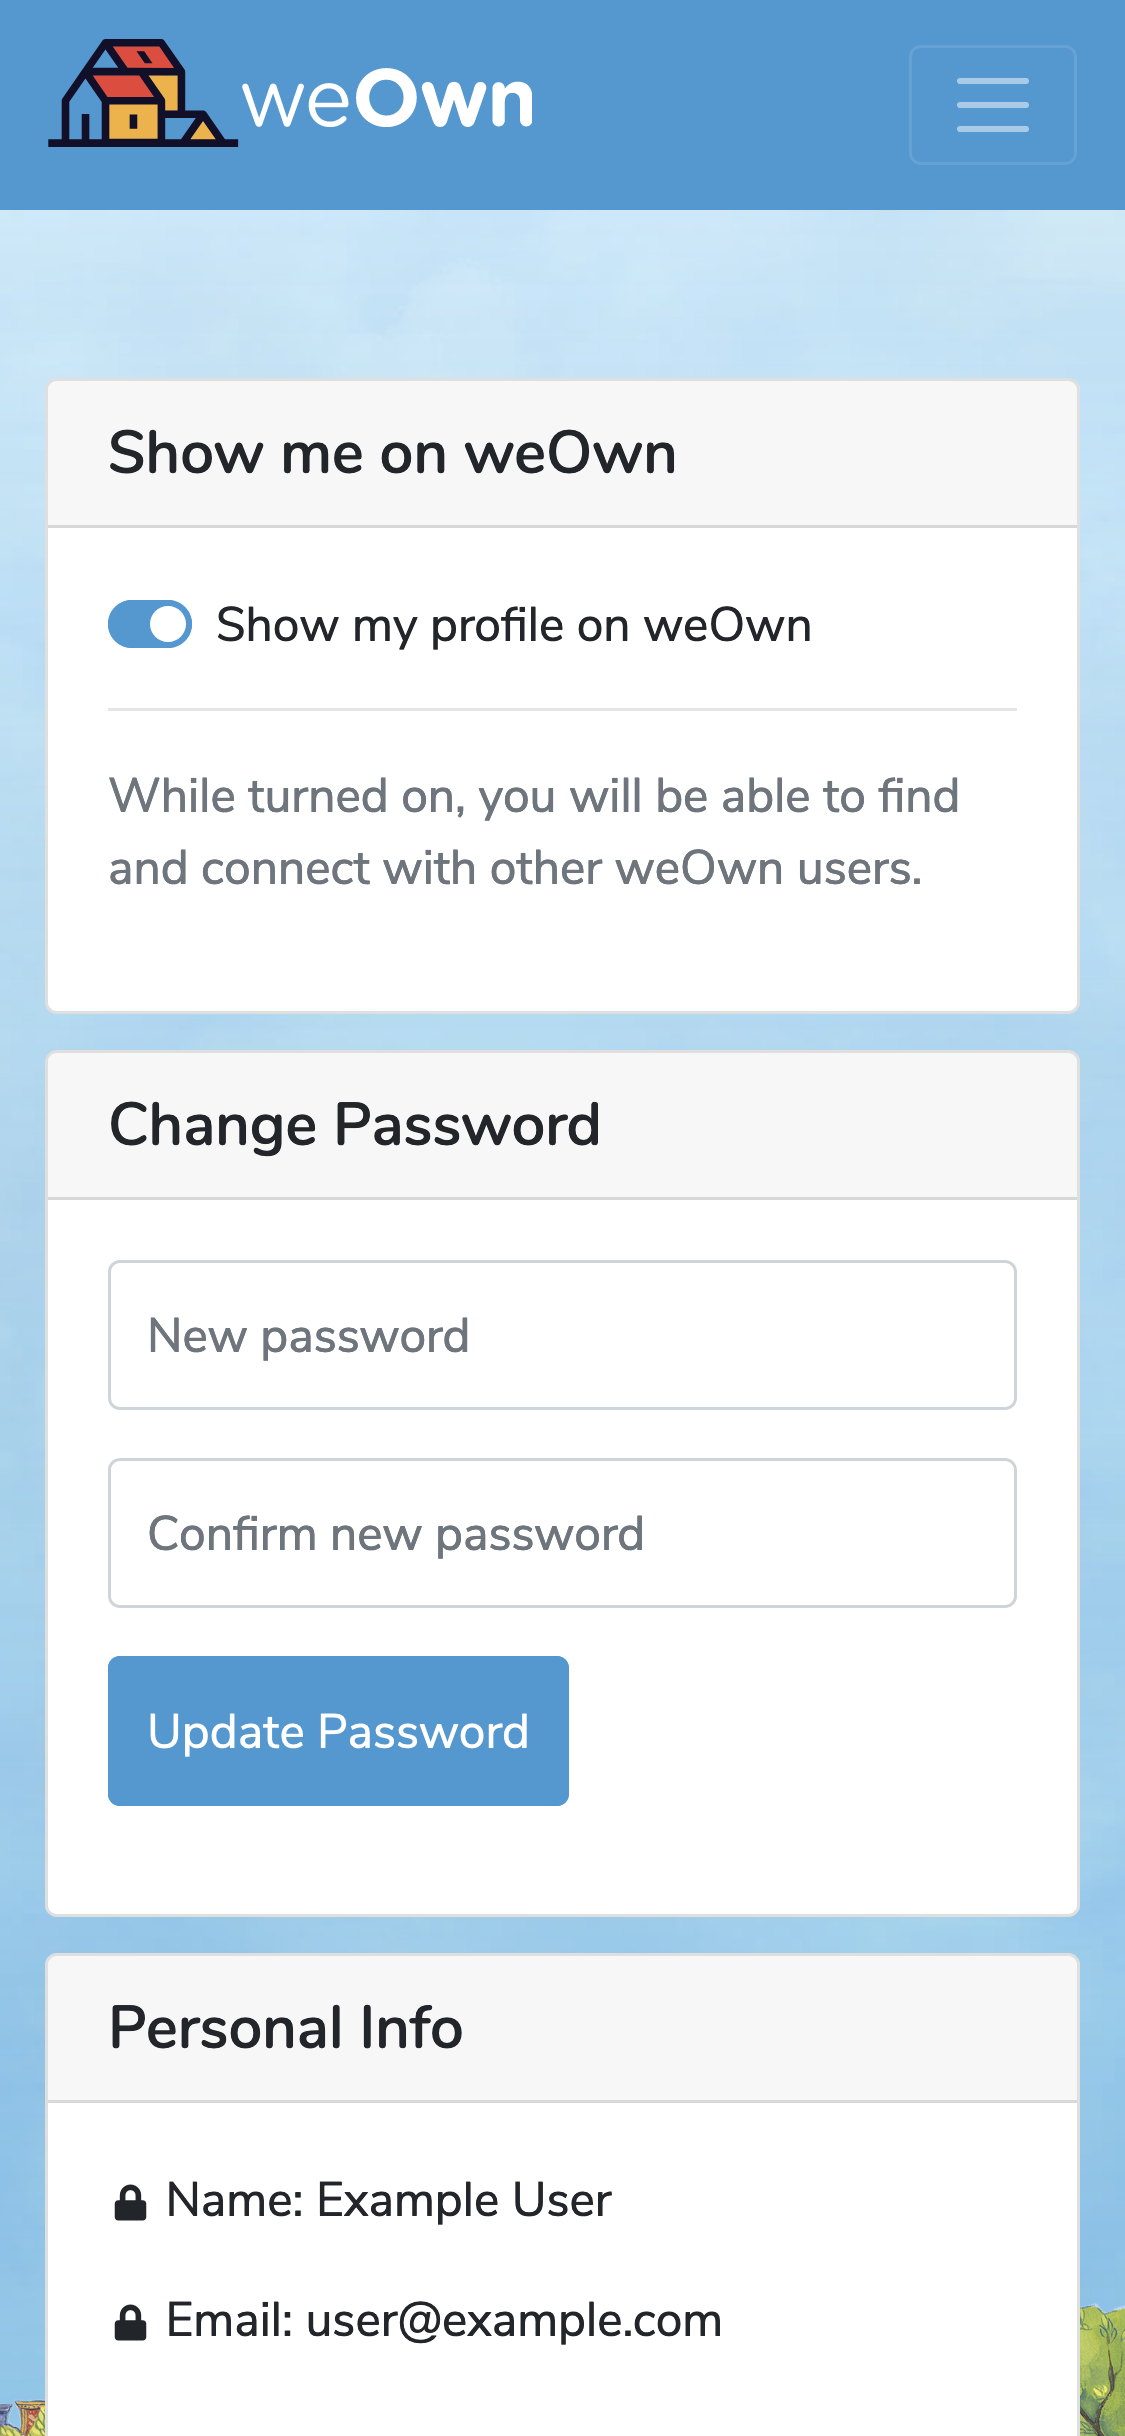 weOwn
Show me on weOwn
Show my profile on weOwn
While turned on, you will be able to find
and connect with other weOwn users.
Change Password
New password
Confirm new password
Update Password
Personal Info
Name: Example User
Email: user@example.com